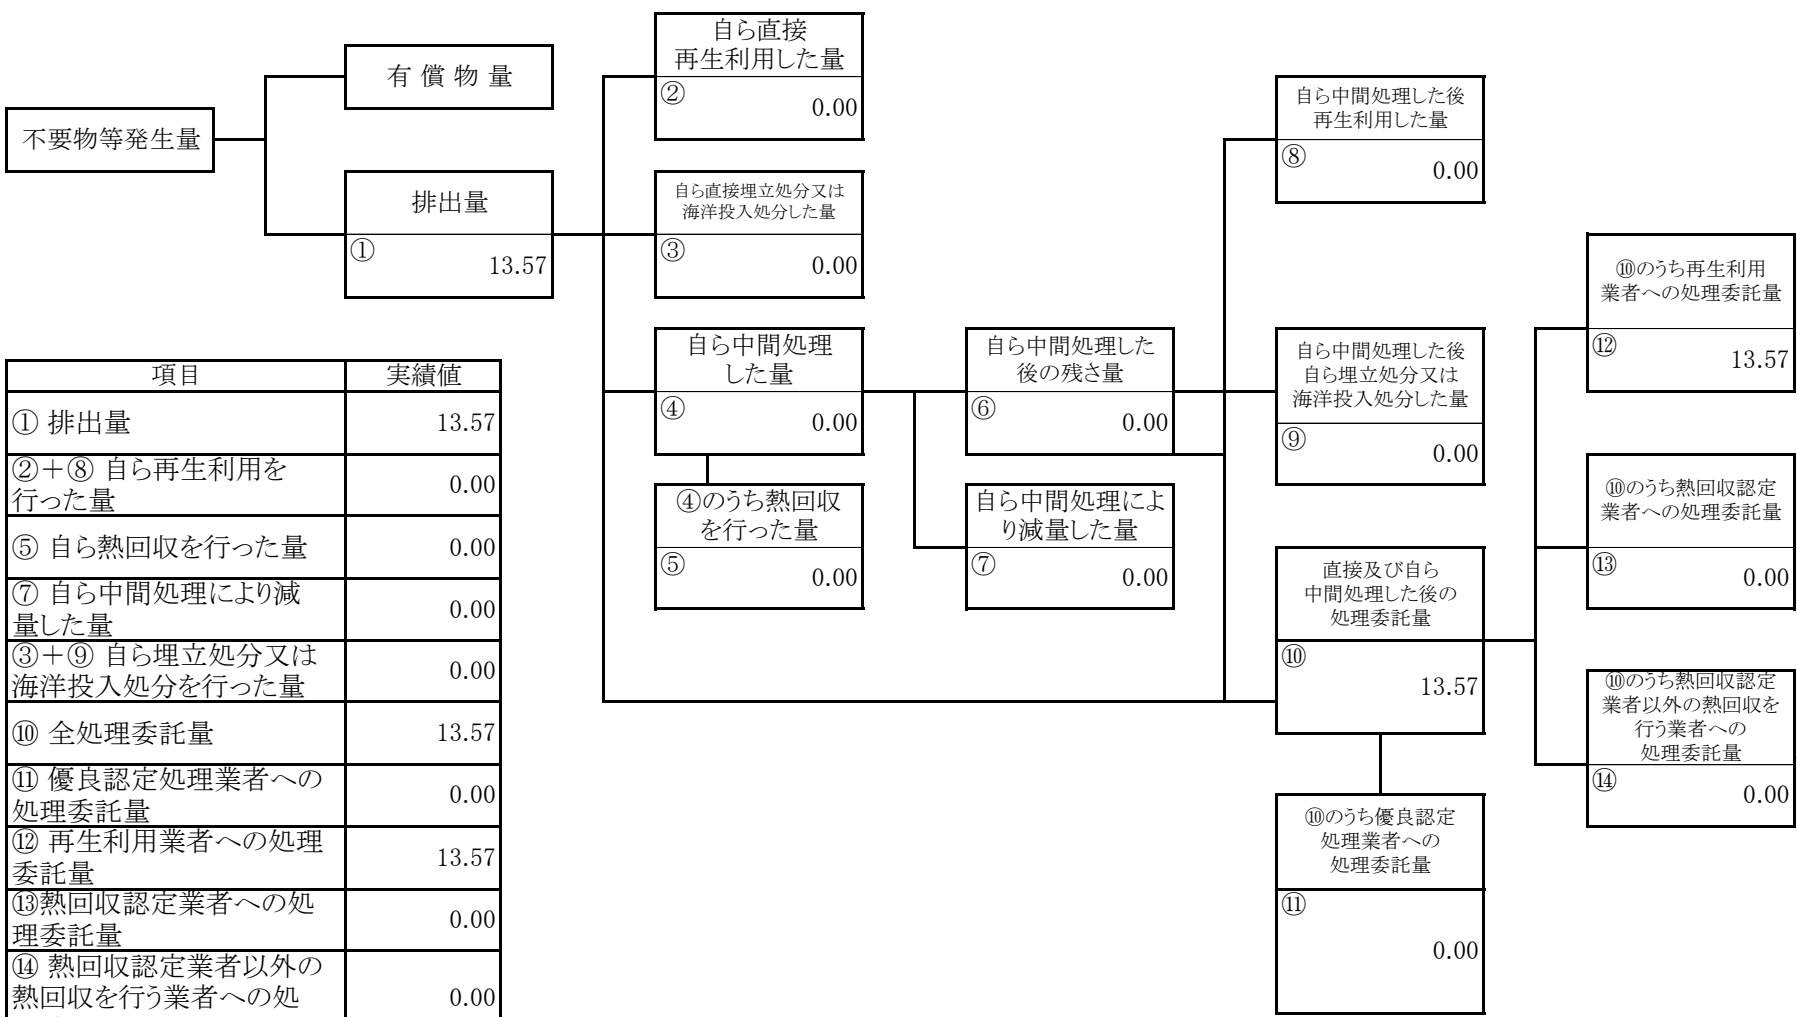 不要物等発生量
有 償 物 量
排出量
①
13.57
自ら直接
再生利用した量
②
0.00
自ら直接埋立処分又は
海洋投入処分した量
③
0.00
自ら中間処理
した量
④
0.00
④のうち熱回収
を行った量
⑤
0.00
自ら中間処理した
後の残さ量
⑥
0.00
自ら中間処理によ
り減量した量
⑦
0.00
自ら中間処理した後
再生利用した量
⑧
0.00
自ら中間処理した後
自ら埋立処分又は
海洋投入処分した量
⑨
0.00
直接及び自ら
中間処理した後の
処理委託量
⑩
13.57
⑩のうち優良認定
処理業者への
処理委託量
⑪
0.00
⑩のうち再生利用
業者への処理委託量
⑫
13.57
⑩のうち熱回収認定
業者への処理委託量
⑬
0.00
⑩のうち熱回収認定
業者以外の熱回収を
行う業者への
処理委託量
⑭
0.00
項目 実績値
① 排出量 13.57
②＋⑧ 自ら再生利用を
行った量 0.00
⑤ 自ら熱回収を行った量 0.00
⑦ 自ら中間処理により減
量した量 0.00
③＋⑨ 自ら埋立処分又は
海洋投入処分を行った量 0.00
⑩ 全処理委託量 13.57
⑪ 優良認定処理業者への
処理委託量 0.00
⑫ 再生利用業者への処理
委託量 13.57
⑬熱回収認定業者への処
理委託量 0.00
⑭ 熱回収認定業者以外の
熱回収を行う業者への処 0.00